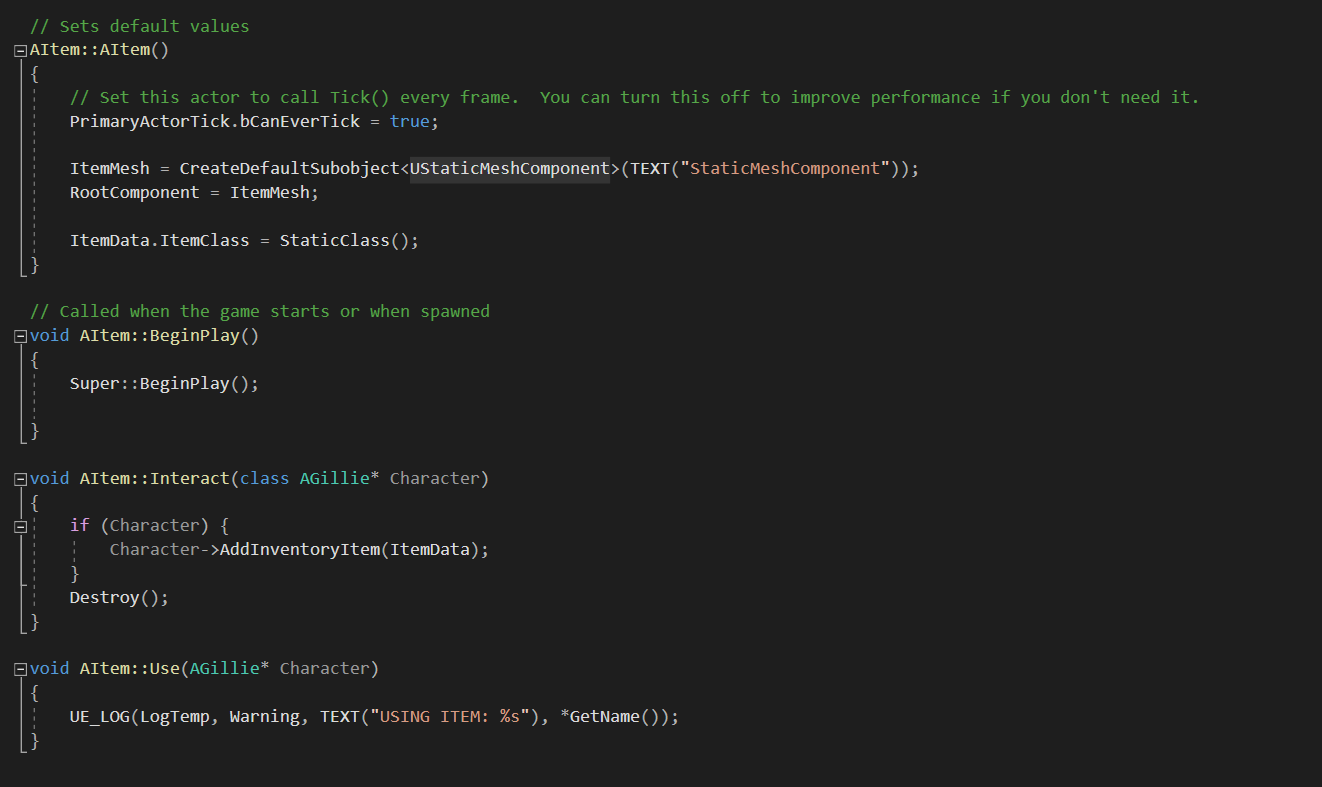 // Sets default values
AItem::AItem()
{
    // Set this actor to call Tick() every frame.  You can turn this off to improve performance if you don't need it.
    PrimaryActorTick.bCanEverTick = true;

    ItemMesh = CreateDefaultSubobject<UStaticMeshComponent>(TEXT("StaticMeshComponent"));
    RootComponent = ItemMesh;

    ItemData.ItemClass = StaticClass();
}

// Called when the game starts or when spawned
void AItem::BeginPlay()
{
    Super::BeginPlay();

}

void AItem::Interact(class AGillie* Character)
{
    if (Character) {
        Character->AddInventoryItem(ItemData);
    }
    Destroy();
}

void AItem::Use(AGillie* Character)
{
    UE_LOG(LogTemp, Warning, TEXT("USING ITEM: %s"), *GetName());
}